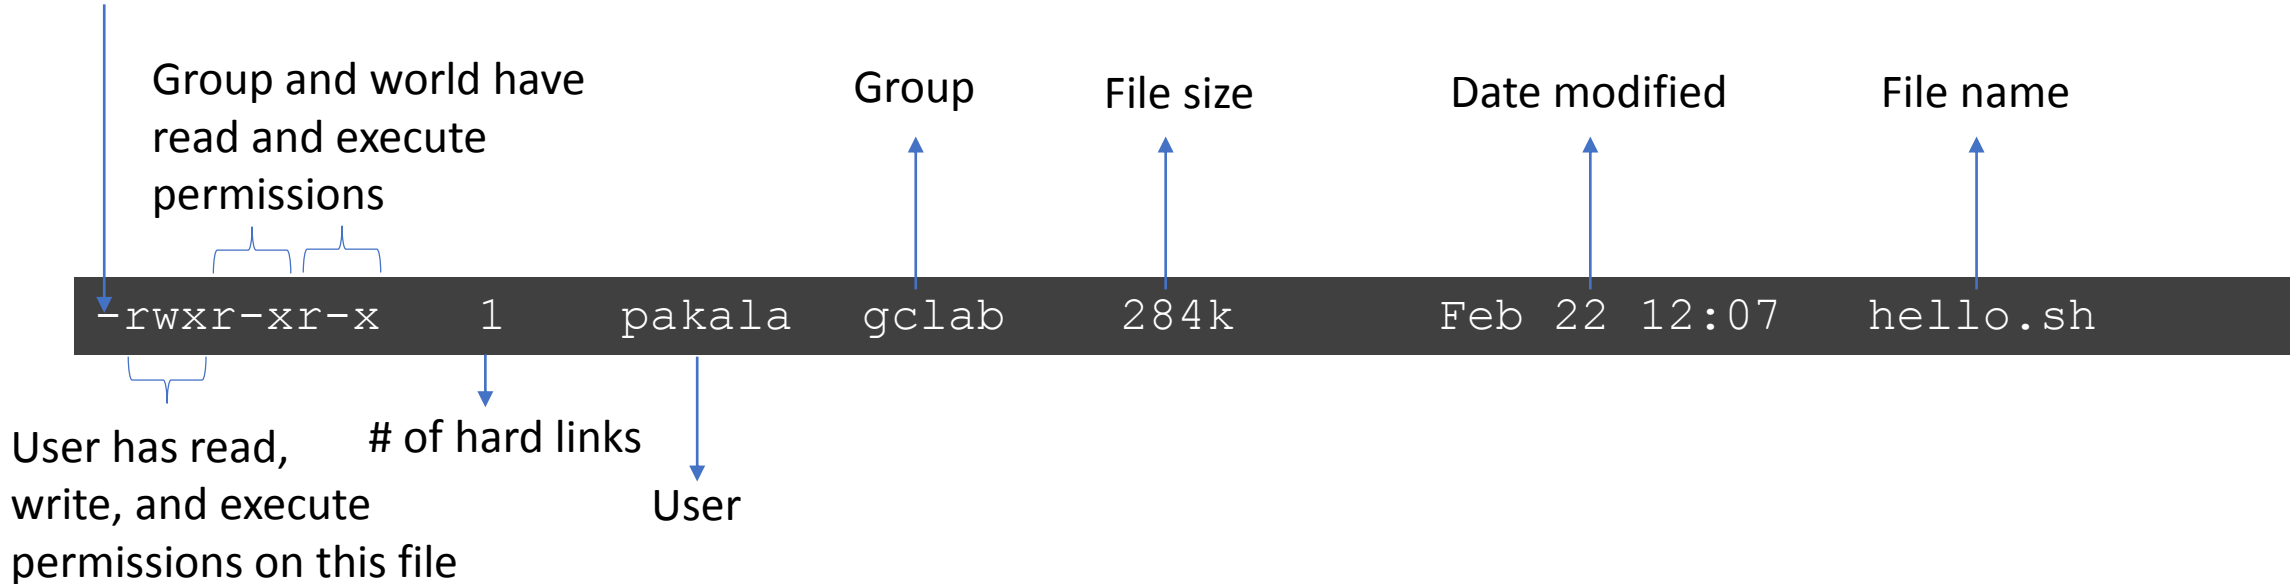 Group and world have
read and execute
permissions
Group
File size
Date modified
File name
-rwxr-xr-x 1 pakala gclab 284k Feb 22 12:07 hello.sh
User has read,
write, and execute
permissions on this file
# of hard links
User